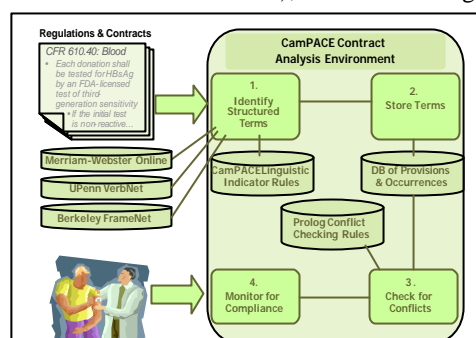 Regulations & Contracts
CFR 610.40: Blood
• Each donation shall
be tested for HBsAg
by an FDA-licensed
test of third-
generation sensitivity
• If the initial test
is non-reactive...
CamPACE Contract
Analysis Environment
1.
Identify
Structured
Terms
2.
Store Terms
Merriam-Webster Online
UPenn VerbNet
Berkeley FrameNet
CamPACELinguistic
Indicator Rules
DB of Provisions
& Occurrences
Prolog Conflict
Checking Rules
4.
Monitor for
Compliance
3.
Check for
Conflicts